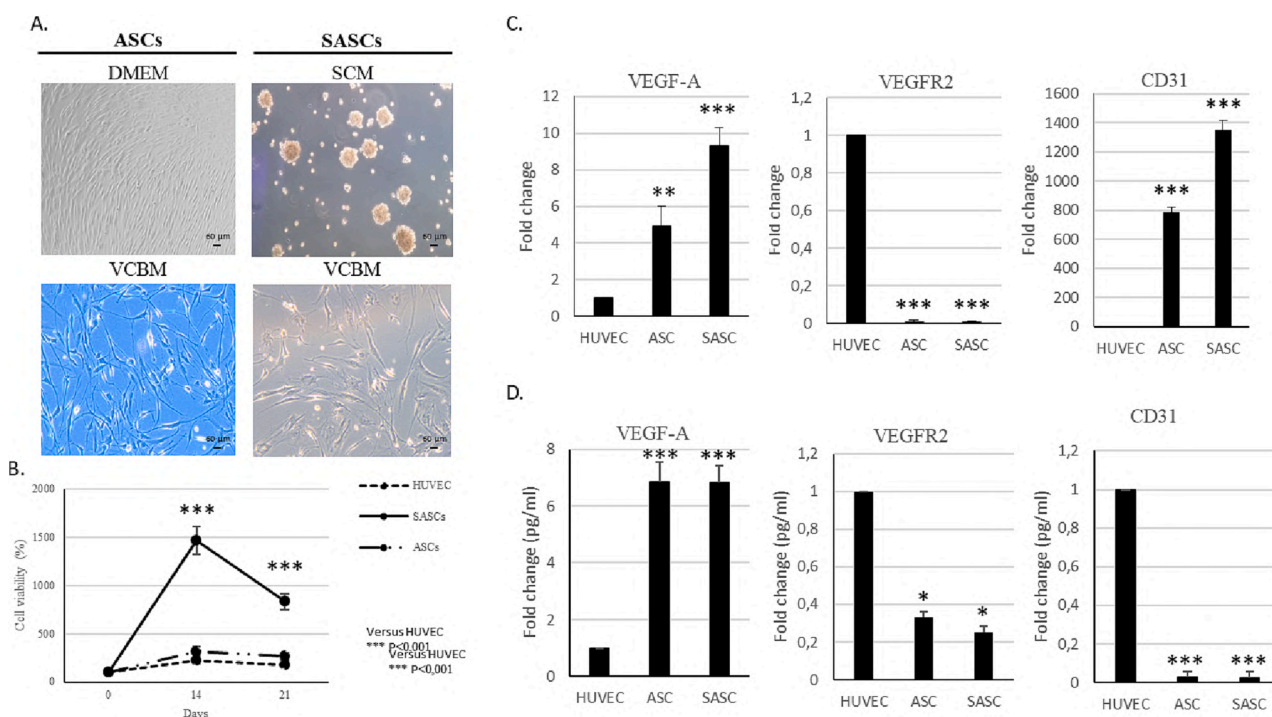 A.
ASCs
SASCs
DMEM
SCM
60 µm
60 µm
VCBM
VCBM
60 µm
60 µm
B.
Cell viability (%)
2000
1500
1000
500
0
***
***
0
14
21
Days
HUVEC
SASCs
ASCs
Versus HUVEC
*** P<0,001
Versus HUVEC
*** P<0,001
C.
VEGF-A
Fold change
12
10
8
6
4
2
0
**
***
HUVEC
ASC
SASC
VEGFR2
Fold change
1,2
1
0,8
0,6
0,4
0,2
0
***
***
HUVEC
ASC
SASC
CD31
Fold change
1600
1400
1200
1000
800
600
400
200
0
***
***
HUVEC
ASC
SASC
D.
VEGF-A
Fold change (pg/ml)
8
7
6
5
4
3
2
1
0
***
***
HUVEC
ASC
SASC
VEGFR2
Fold change (pg/ml)
1,2
1
0,8
0,6
0,4
0,2
0
*
*
HUVEC
ASC
SASC
CD31
Fold change (pg/ml)
1,2
1
0,8
0,6
0,4
0,2
0
***
***
HUVEC
ASC
SASC